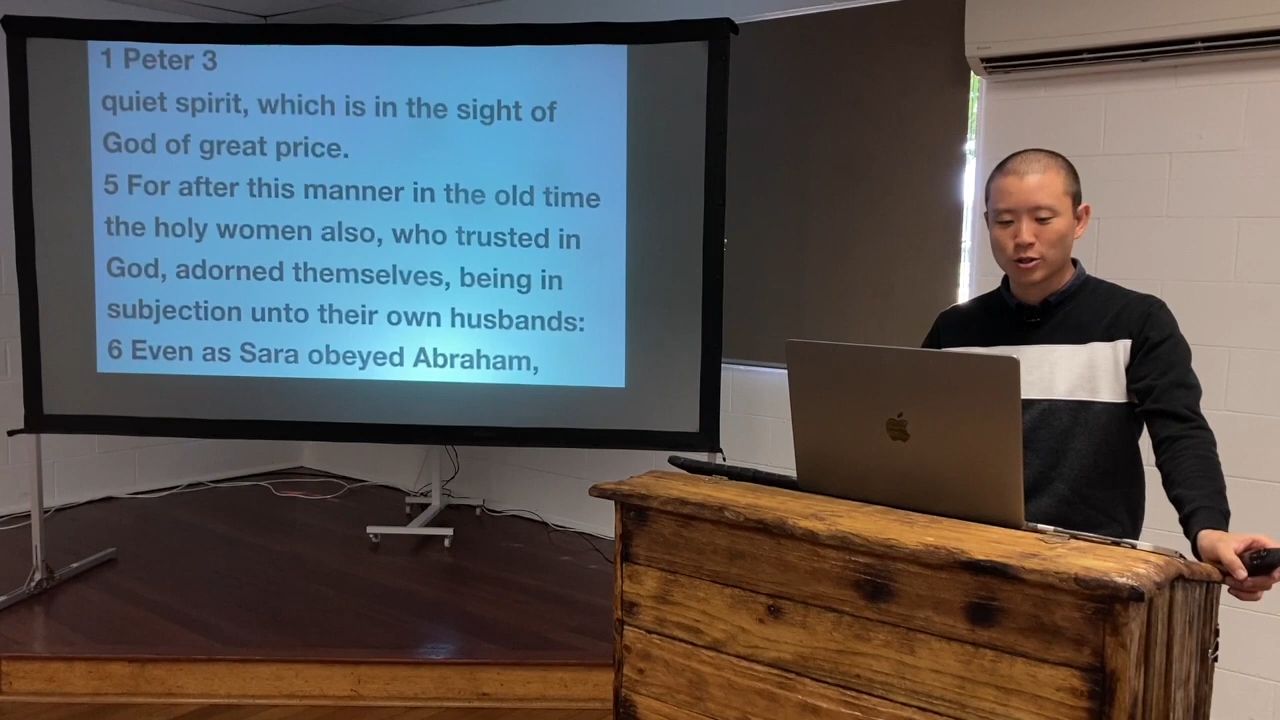 1 Peter 3
quiet spirit, which is in the sight of
God of great price.
5 For after this manner in the old time
the holy women also, who trusted in
God, adorned themselves, being in
subjection unto their own husbands:
6 Even as Sara obeyed Abraham,